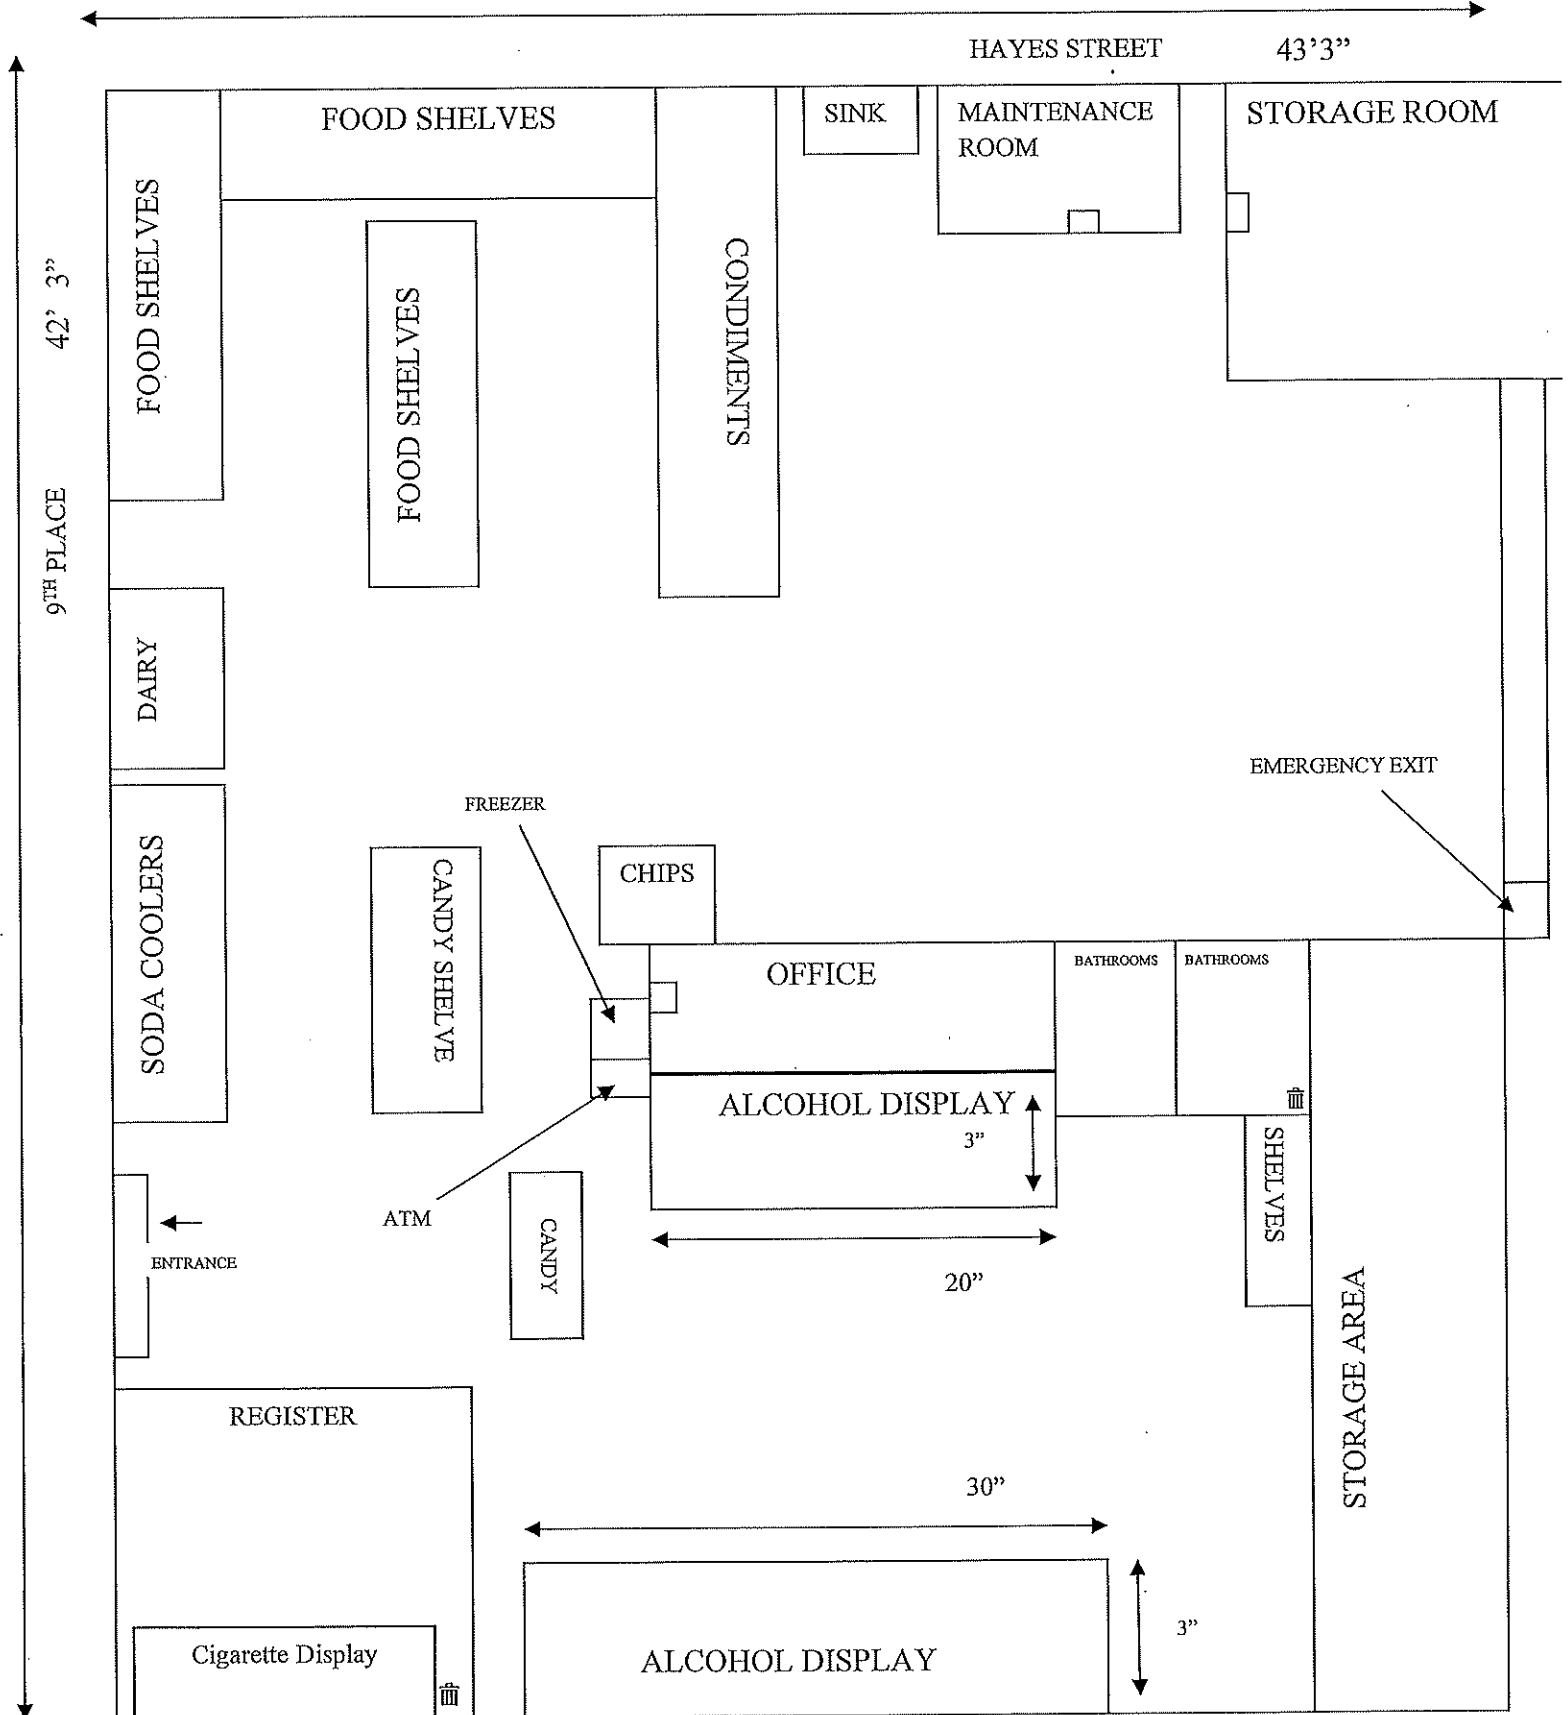 HAYES STREET 43’3”
FOOD SHELVES
SINK
MAINTENANCE
ROOM
STORAGE ROOM
FOOD SHELVES
42’ 3”
9TH PLACE
FOOD SHELVES
CONDIMENTS
DAIRY
EMERGENCY EXIT
FREEZER
SODA COOLERS
CANDY SHELVE
CHIPS
OFFICE
BATHROOMS
BATHROOMS
ALCOHOL DISPLAY
3”
SHELVES
ATM
CANDY
ENTRANCE
20”
STORAGE AREA
REGISTER
30”
Cigarette Display
ALCOHOL DISPLAY
3”